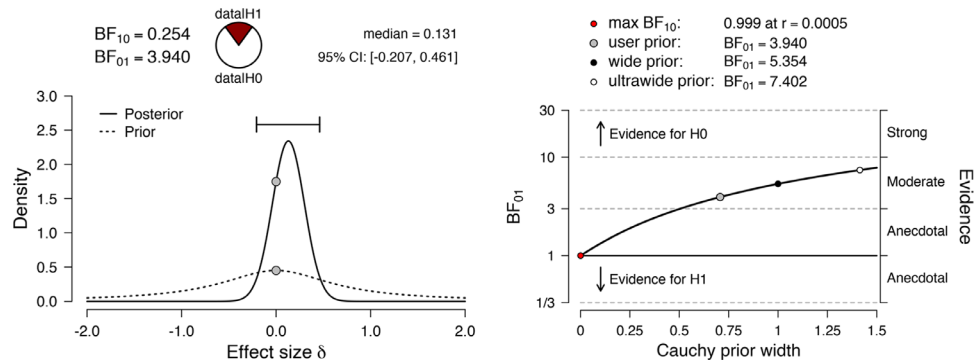 data|H1
BF10 = 0.254
BF01 = 3.940
data|H0
median = 0.131
95% CI: [-0.207, 0.461]
Posterior
Prior
3.0
2.5
2.0
1.5
1.0
0.5
0.0
Density
-2.0 -1.0 0.0 1.0 2.0
Effect size δ
max BF10: 0.999 at r = 0.0005
user prior: BF01 = 3.940
wide prior: BF01 = 5.354
ultrawide prior: BF01 = 7.402
30
10
3
1
1/3
BF01
Evidence for H0
Evidence for H1
Strong
Moderate
Anecdotal
Anecdotal
Evidence
0 0.25 0.5 0.75 1 1.25 1.5
Cauchy prior width